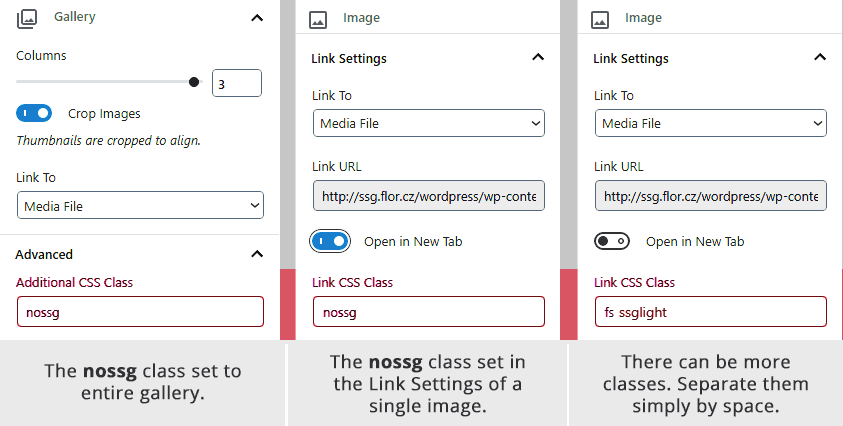 Gallery
Columns
3
Crop Images
Thumbnails are cropped to align.
Link To
Media File
Advanced
Additional CSS Class
nossg
The nossg class set to
entire gallery.
Image
Link Settings
Link To
Media File
Link URL
http://ssg.flor.cz/wordpress/wp-conte
Open in New Tab
Link CSS Class
nossg
The nossg class set in
the Link Settings of a
single image.
Image
Link Settings
Link To
Media File
Link URL
http://ssg.flor.cz/wordpress/wp-conte
Open in New Tab
Link CSS Class
fs ssglight
There can be more
classes. Separate them
simply by space.